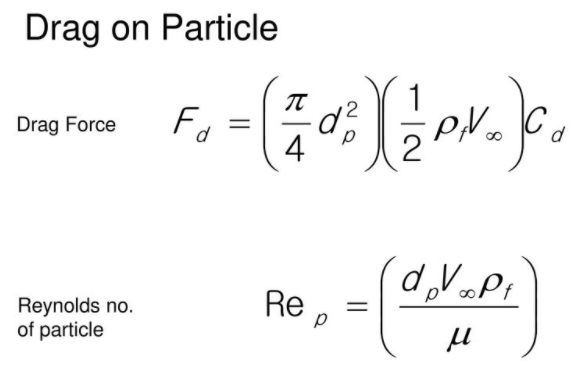 Drag on Particle
Drag Force F_d = (π/4 d_p^2)(1/2 ρ_f V_∞)C_d
Reynolds no. of particle Re_p = (d_p V_∞ ρ_f / μ)